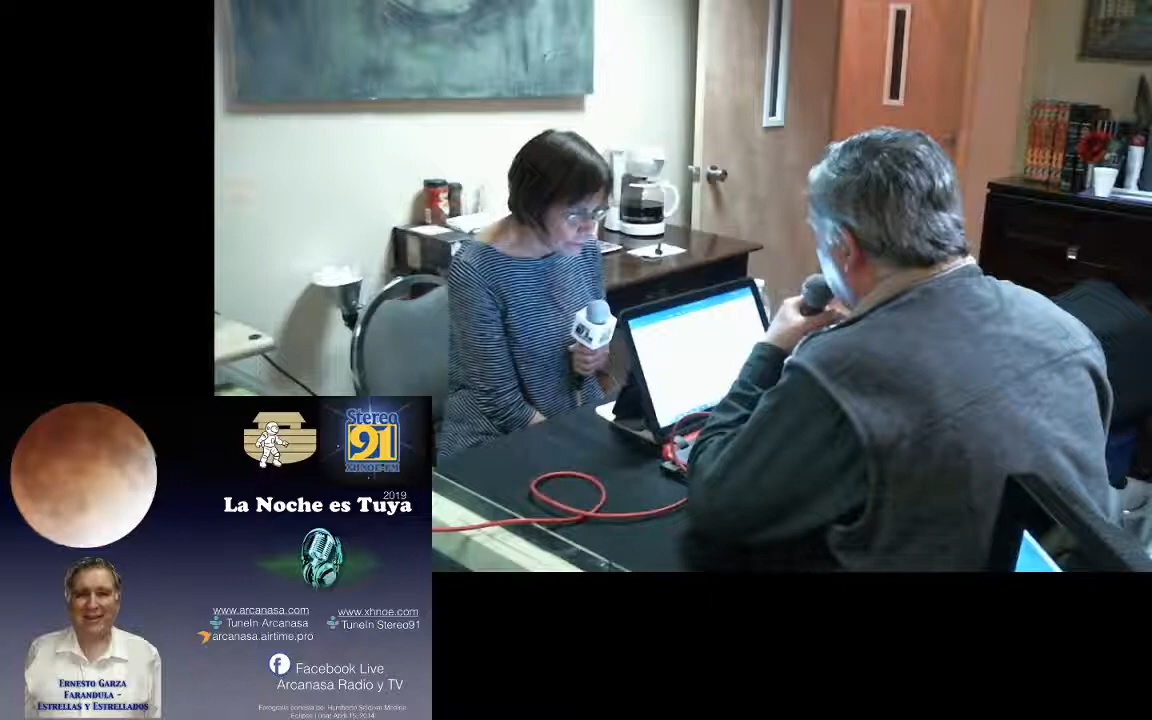 Stereo
91
XHNOE-FM
2019
La Noche es Tuya
www.arcanasa.com
TuneIn Arcanasa
arcanasa.airtime.pro
www.xhnoe.com
TuneIn Stereo91
Facebook Live
Arcanasa Radio y TV
Ernesto Garza
Farandula -
Estrellas y Estrellados